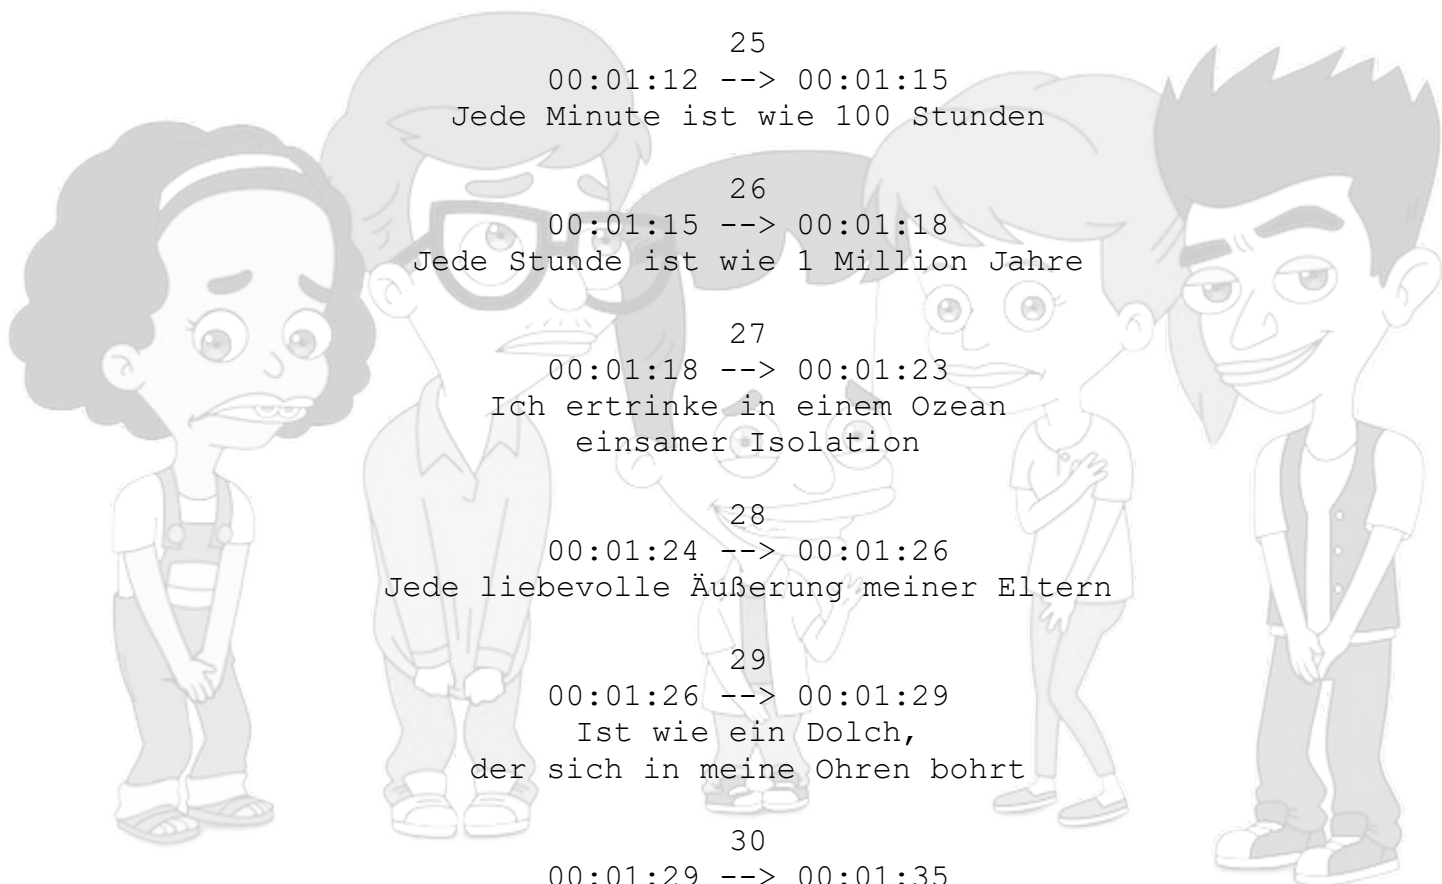 25
00:01:12 --> 00:01:15
Jede Minute ist wie 100 Stunden
26
00:01:15 --> 00:01:18
Jede Stunde ist wie 1 Million Jahre
27
00:01:18 --> 00:01:23
Ich ertrinke in einem Ozean
einsamer Isolation
28
00:01:24 --> 00:01:26
Jede liebevolle Äußerung meiner Eltern
29
00:01:26 --> 00:01:29
Ist wie ein Dolch,
der sich in meine Ohren bohrt
30
00:01:29 --> 00:01:35